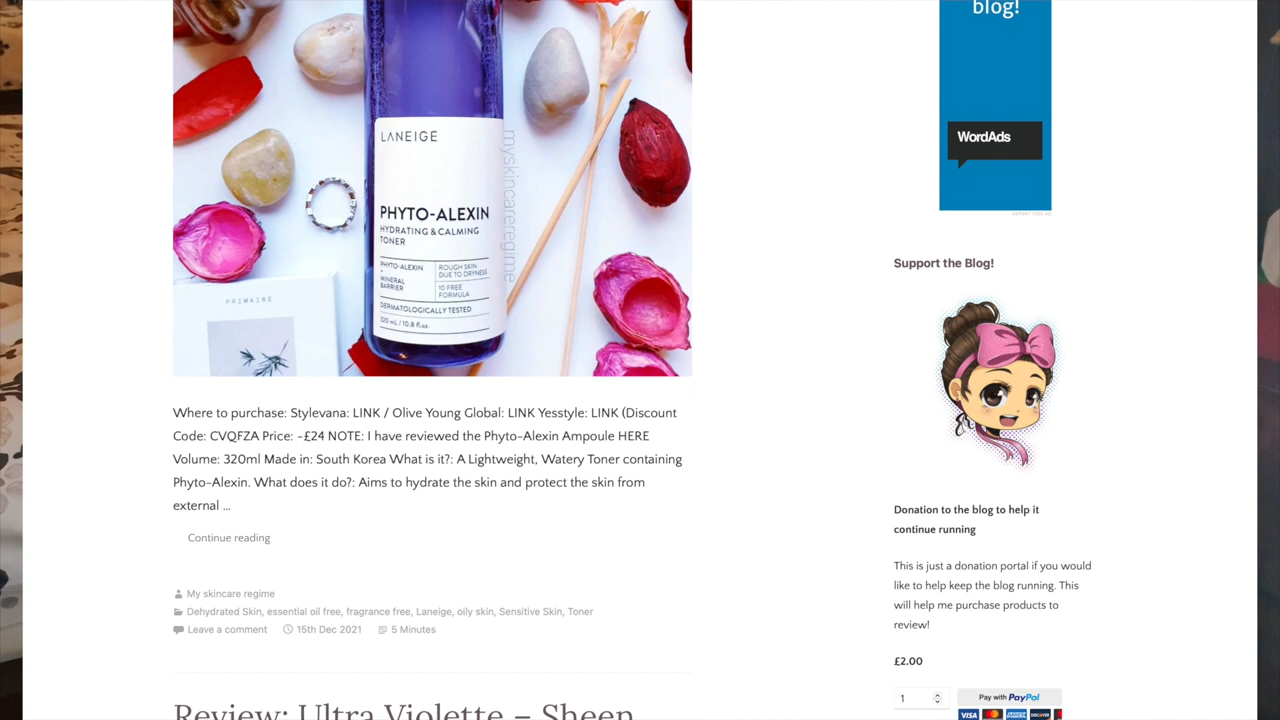 blog!
WordAds
LANEIGE
PHYTO-ALEXIN
HYDRATING & CALMING
TONER
PHYTO-ALEXIN
+
MINERAL
BARRIER
ROUGH SKIN
DUE TO DRYNESS
10 FREE
FORMULA
DERMATOLOGICALLY TESTED
320 mL / 10.8 fl.oz.
myskincareregime
PRIMAIRE
Where to purchase: Stylevana: LINK / Olive Young Global: LINK Yesstyle: LINK (Discount
Code: CVQFZA Price: ~£24 NOTE: I have reviewed the Phyto-Alexin Ampoule HERE
Volume: 320ml Made in: South Korea What is it?: A Lightweight, Watery Toner containing
Phyto-Alexin. What does it do?: Aims to hydrate the skin and protect the skin from
external …
Continue reading
My skincare regime
Dehydrated Skin, essential oil free, fragrance free, Laneige, oily skin, Sensitive Skin, Toner
Leave a comment 15th Dec 2021 5 Minutes
Review: Ultra Violette – Sheen
Support the Blog!
Donation to the blog to help it
continue running
This is just a donation portal if you would
like to help keep the blog running. This
will help me purchase products to
review!
£2.00
1
Pay with PayPal
VISA
DISCOVER